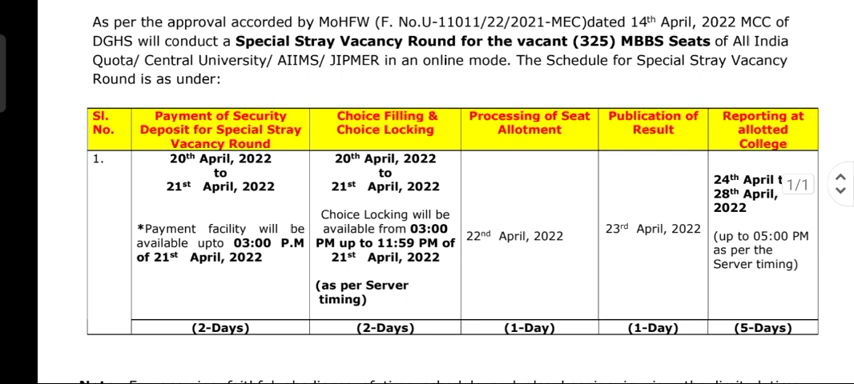 As per the approval accorded by MoHFW (F. No.U-11011/22/2021-MEC)dated 14th April, 2022 MCC of
DGHS will conduct a Special Stray Vacancy Round for the vacant (325) MBBS Seats of All India
Quota/ Central University/ AIIMS/ JIPMER in an online mode. The Schedule for Special Stray Vacancy
Round is as under:
Sl.
No.
Payment of Security
Deposit for Special Stray
Vacancy Round
Choice Filling &
Choice Locking
Processing of Seat
Allotment
Publication of
Result
Reporting at
allotted
College
1.
20th April, 2022
to
21st April, 2022
*Payment facility will be
available upto 03:00 P.M
of 21st April, 2022
20th April, 2022
to
21st April, 2022
Choice Locking will be
available from 03:00
PM up to 11:59 PM of
21st April, 2022
(as per Server
timing)
22nd April, 2022
23rd April, 2022
24th April t
28th April,
2022
(up to 05:00 PM
as per the
Server timing)
1/1
(2-Days)
(2-Days)
(1-Day)
(1-Day)
(5-Days)